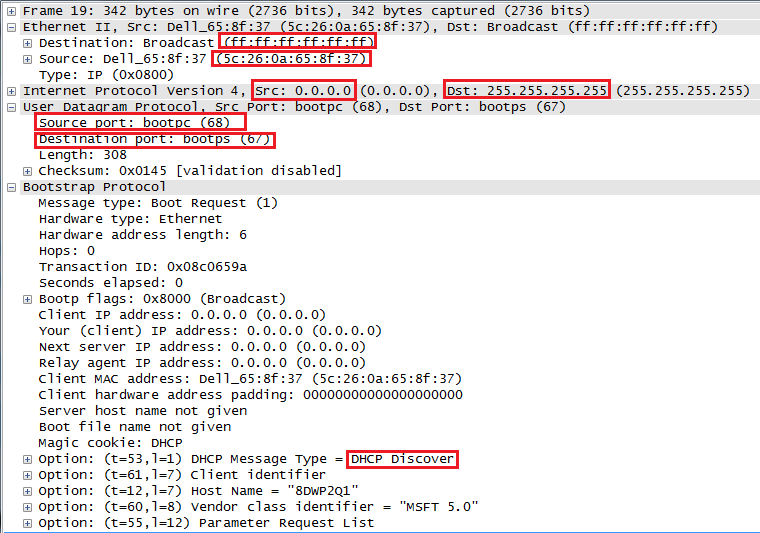 Frame 19: 342 bytes on wire (2736 bits), 342 bytes captured (2736 bits)
Ethernet II, Src: Dell_65:8f:37 (5c:26:0a:65:8f:37), Dst: Broadcast (ff:ff:ff:ff:ff:ff)
Destination: Broadcast (ff:ff:ff:ff:ff:ff)
Source: Dell_65:8f:37 (5c:26:0a:65:8f:37)
Type: IP (0x0800)
Internet Protocol Version 4, Src: 0.0.0.0 (0.0.0.0), Dst: 255.255.255.255 (255.255.255.255)
User Datagram Protocol, Src Port: bootpc (68), Dst Port: bootps (67)
Source port: bootpc (68)
Destination port: bootps (67)
Length: 308
Checksum: 0x0145 [validation disabled]
Bootstrap Protocol
Message type: Boot Request (1)
Hardware type: Ethernet
Hardware address length: 6
Hops: 0
Transaction ID: 0x08c0659a
Seconds elapsed: 0
Bootp flags: 0x8000 (Broadcast)
Client IP address: 0.0.0.0 (0.0.0.0)
Your (client) IP address: 0.0.0.0 (0.0.0.0)
Next server IP address: 0.0.0.0 (0.0.0.0)
Relay agent IP address: 0.0.0.0 (0.0.0.0)
Client MAC address: Dell_65:8f:37 (5c:26:0a:65:8f:37)
Client hardware address padding: 00000000000000000000
Server host name not given
Boot file name not given
Magic cookie: DHCP
Option: (t=53,l=1) DHCP Message Type = DHCP Discover
Option: (t=61,l=7) Client identifier
Option: (t=12,l=7) Host Name = "8DWP2Q1"
Option: (t=60,l=8) Vendor class identifier = "MSFT 5.0"
Option: (t=55,l=12) Parameter Request List